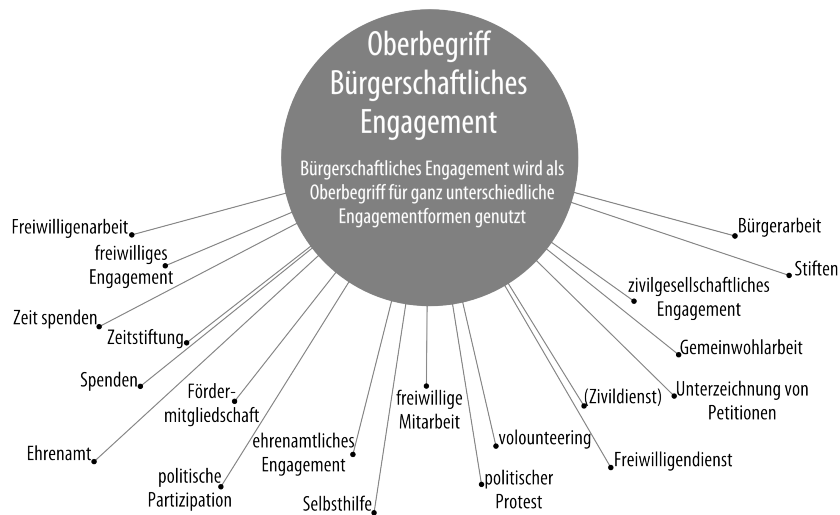 Oberbegriff
Bürgerschaftliches
Engagement
Bürgerschaftliches Engagement wird als
Oberbegriff für ganz unterschiedliche
Engagementformen genutzt
Freiwilligenarbeit
freiwilliges
Engagement
Zeit spenden
Zeitstiftung
Spenden
Förder-
mitgliedschaft
Ehrenamt
politische
Partizipation
ehrenamtliches
Engagement
Selbsthilfe
freiwillige
Mitarbeit
volounteering
politischer
Protest
(Zivildienst)
Freiwilligendienst
Unterzeichnung von
Petitionen
Gemeinwohlarbeit
zivilgesellschaftliches
Engagement
Stiften
Bürgerarbeit